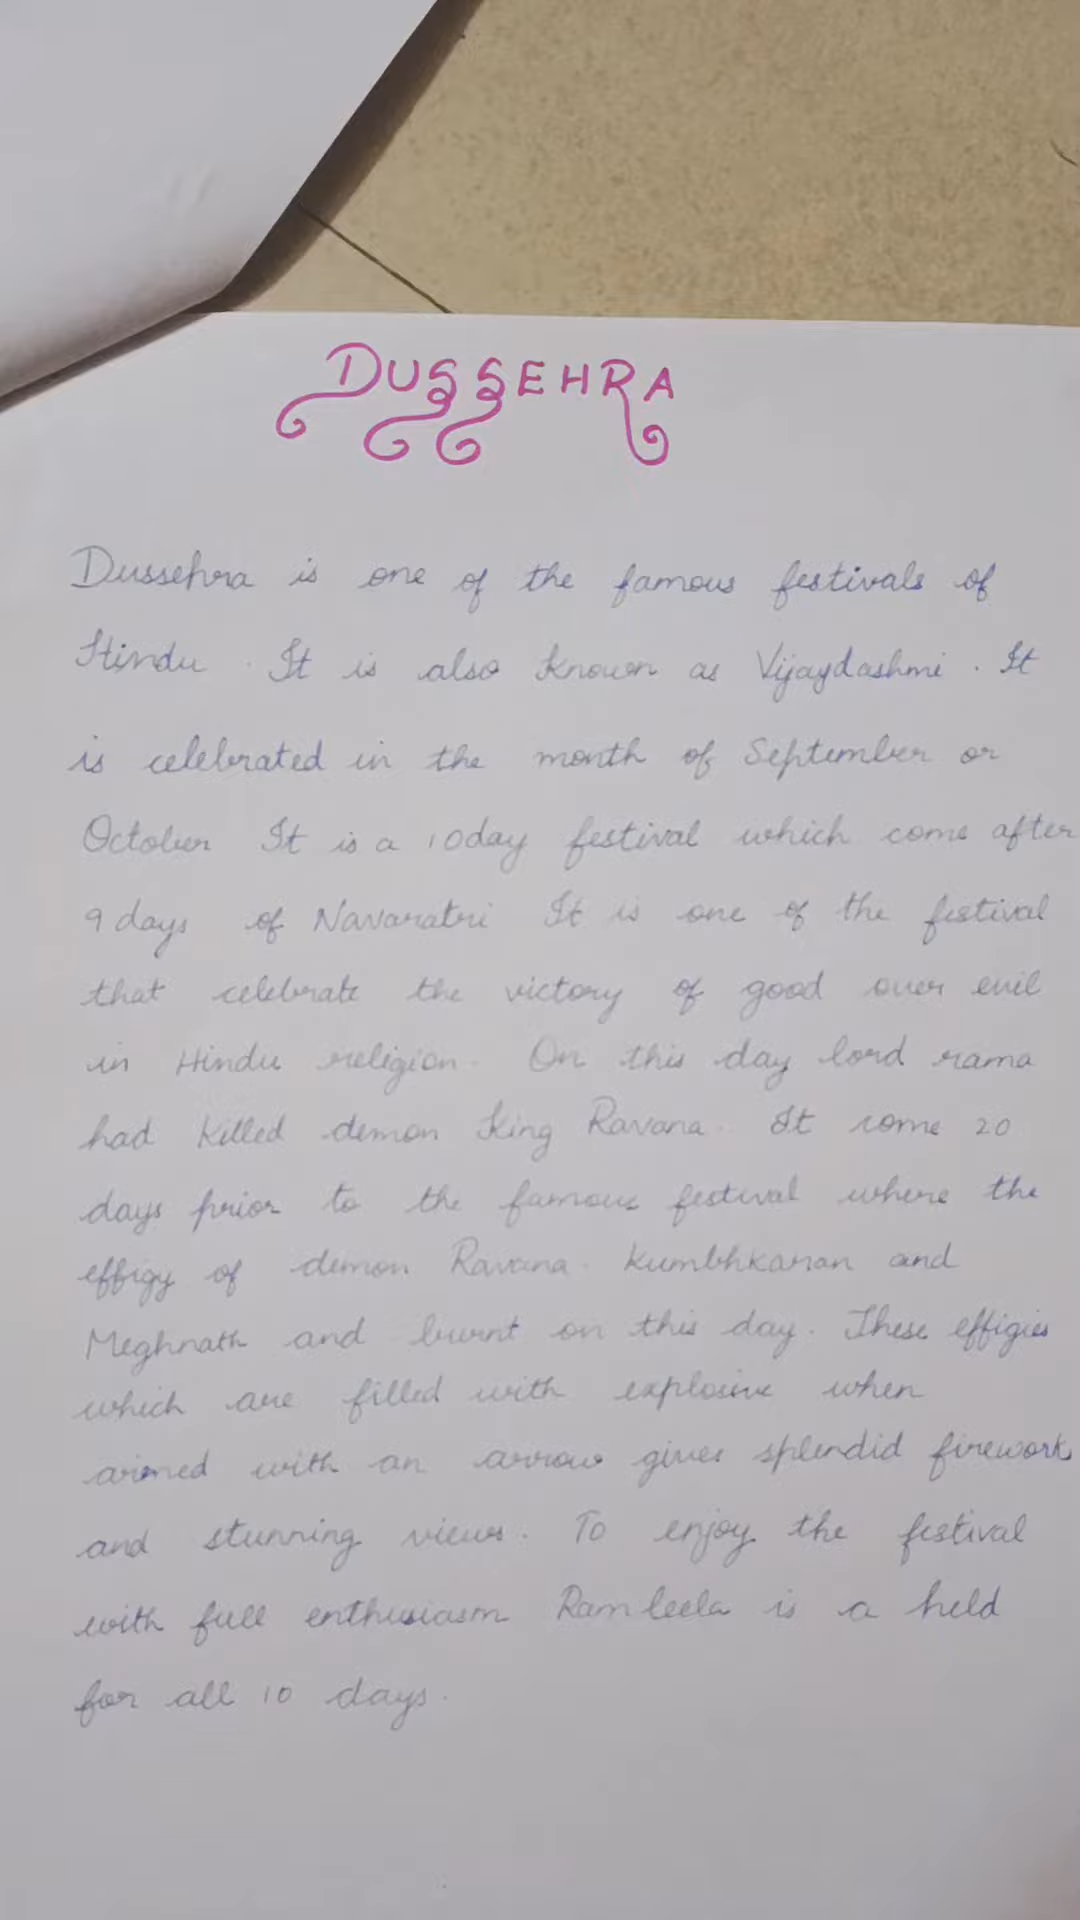 DUSSEHRA
Dussehra is one of the famous festivals of
Hindu . It is also known as Vijaydashmi . It
is celebrated in the month of September or
October It is a 10day festival which come after
9 days of Navaratri It is one of the festival
that celebrate the victory of good over evil
in Hindu religion. On this day lord rama
had killed demon King Ravana. It come 20
days prior to the famous festival where the
effigy of demon Ravana. Kumbhkaran and
Meghnath and burnt on this day. These effigies
which are filled with explosive when
aimed with an arrow gives splendid firework
and stunning views. To enjoy the festival
with full enthusiasm Ramleela is a held
for all 10 days.